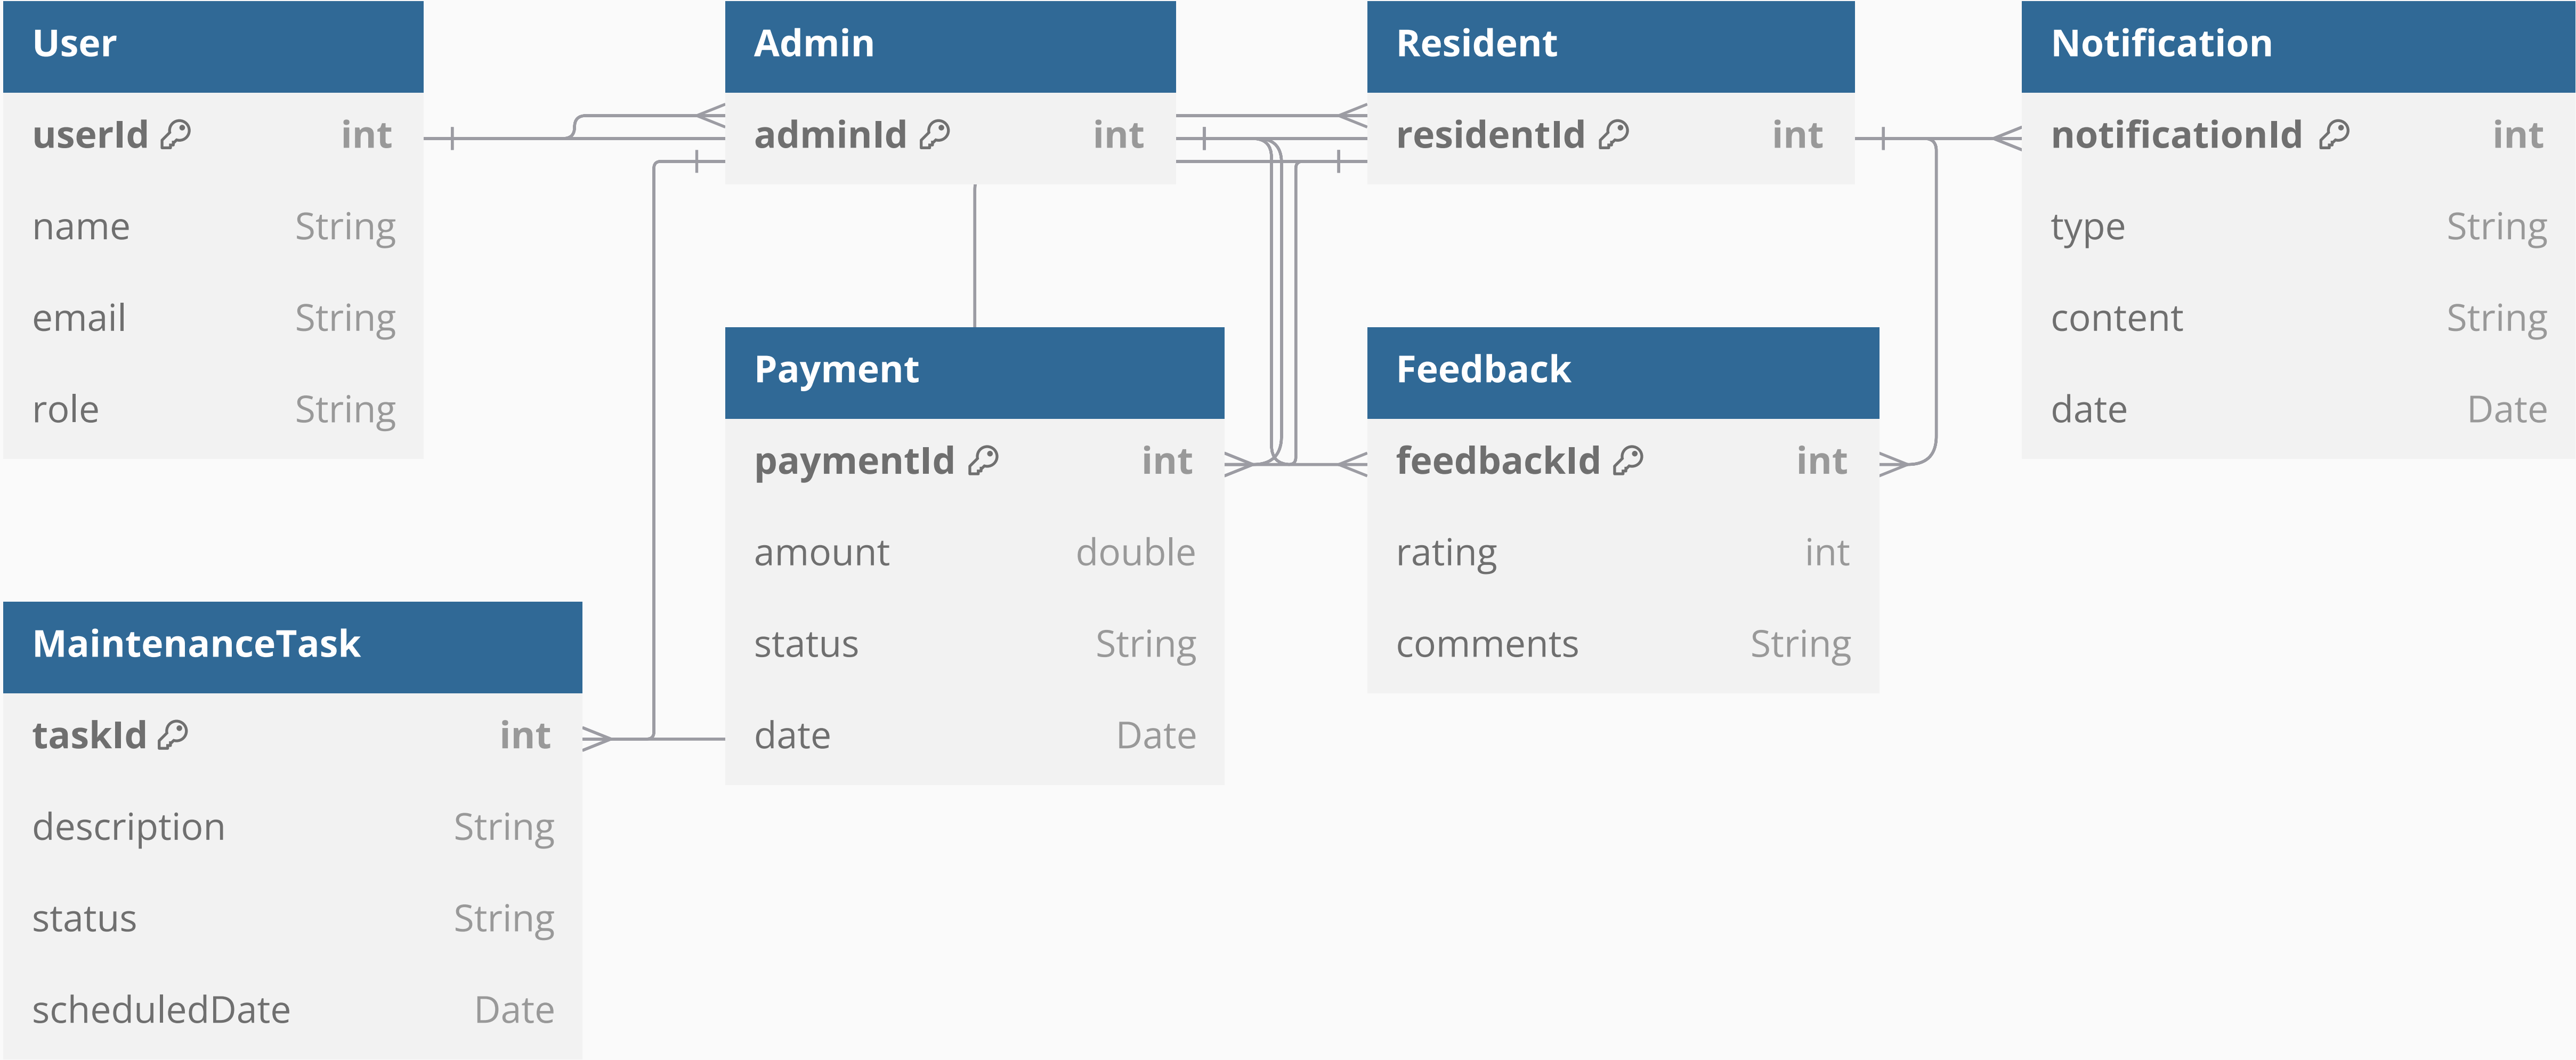 User
userId int
name String
email String
role String
Admin
adminId int
Resident
residentId int
Notification
notificationId int
type String
content String
date Date
Payment
paymentId int
amount double
status String
date Date
Feedback
feedbackId int
rating int
comments String
MaintenanceTask
taskId int
description String
status String
scheduledDate Date